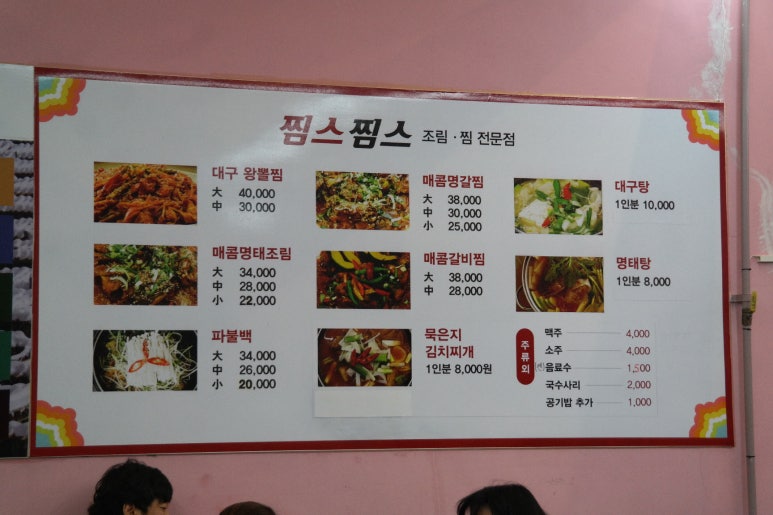 찜스찜스 조림·찜 전문점
대구 왕뽈찜
大 40,000
中 30,000
매콤명갈찜
大 38,000
中 30,000
小 25,000
대구탕
1인분 10,000
매콤명태조림
大 34,000
中 28,000
小 22,000
매콤갈비찜
大 38,000
中 28,000
명태탕
1인분 8,000
파불백
大 34,000
中 26,000
小 20,000
묵은지
김치찌개
1인분 8,000원
주류외
맥주 4,000
소주 4,000
음료수 1,500
국수사리 2,000
공기밥 추가 1,000